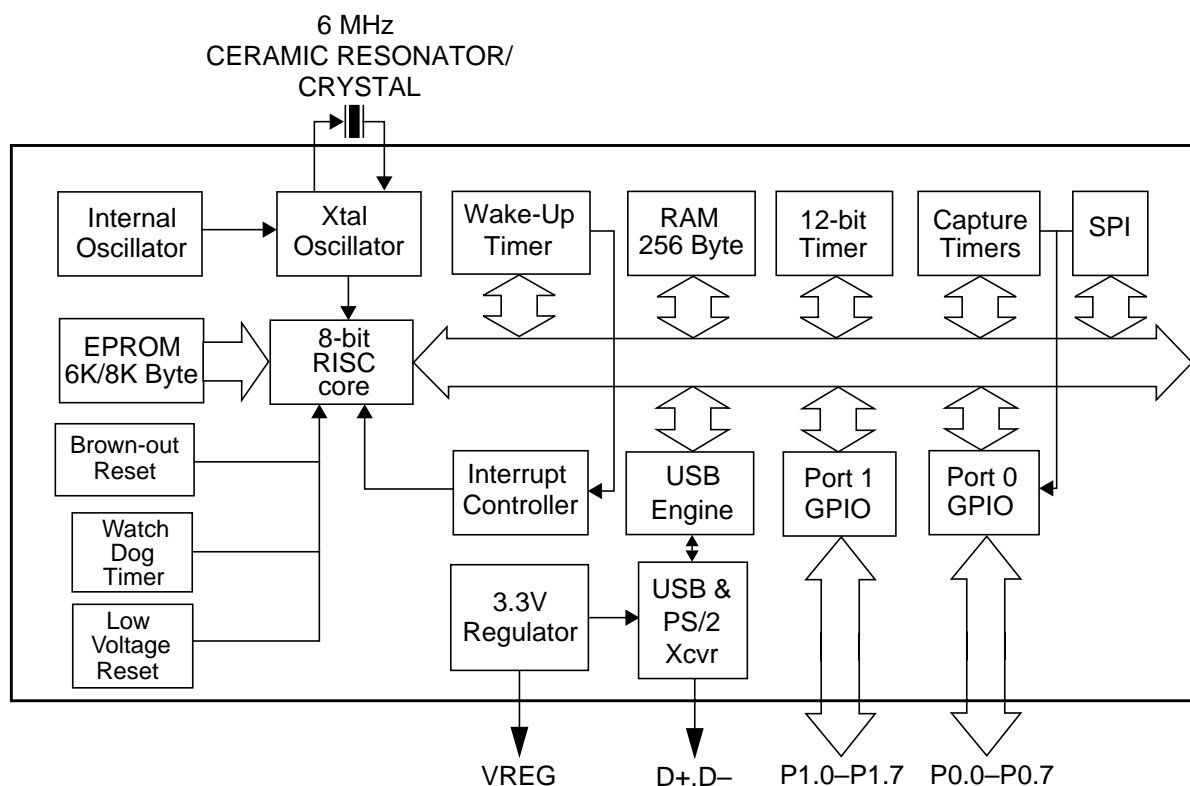 6 MHz
CERAMIC RESONATOR/
CRYSTAL
Internal
Oscillator
Xtal
Oscillator
Wake-Up
Timer
RAM
256 Byte
12-bit
Timer
Capture
Timers
SPI
EPROM
6K/8K Byte
8-bit
RISC
core
Brown-out
Reset
Watch
Dog
Timer
Low
Voltage
Reset
Interrupt
Controller
USB
Engine
Port 1
GPIO
Port 0
GPIO
3.3V
Regulator
USB &
PS/2
Xcvr
VREG
D+.D–
P1.0–P1.7
P0.0–P0.7